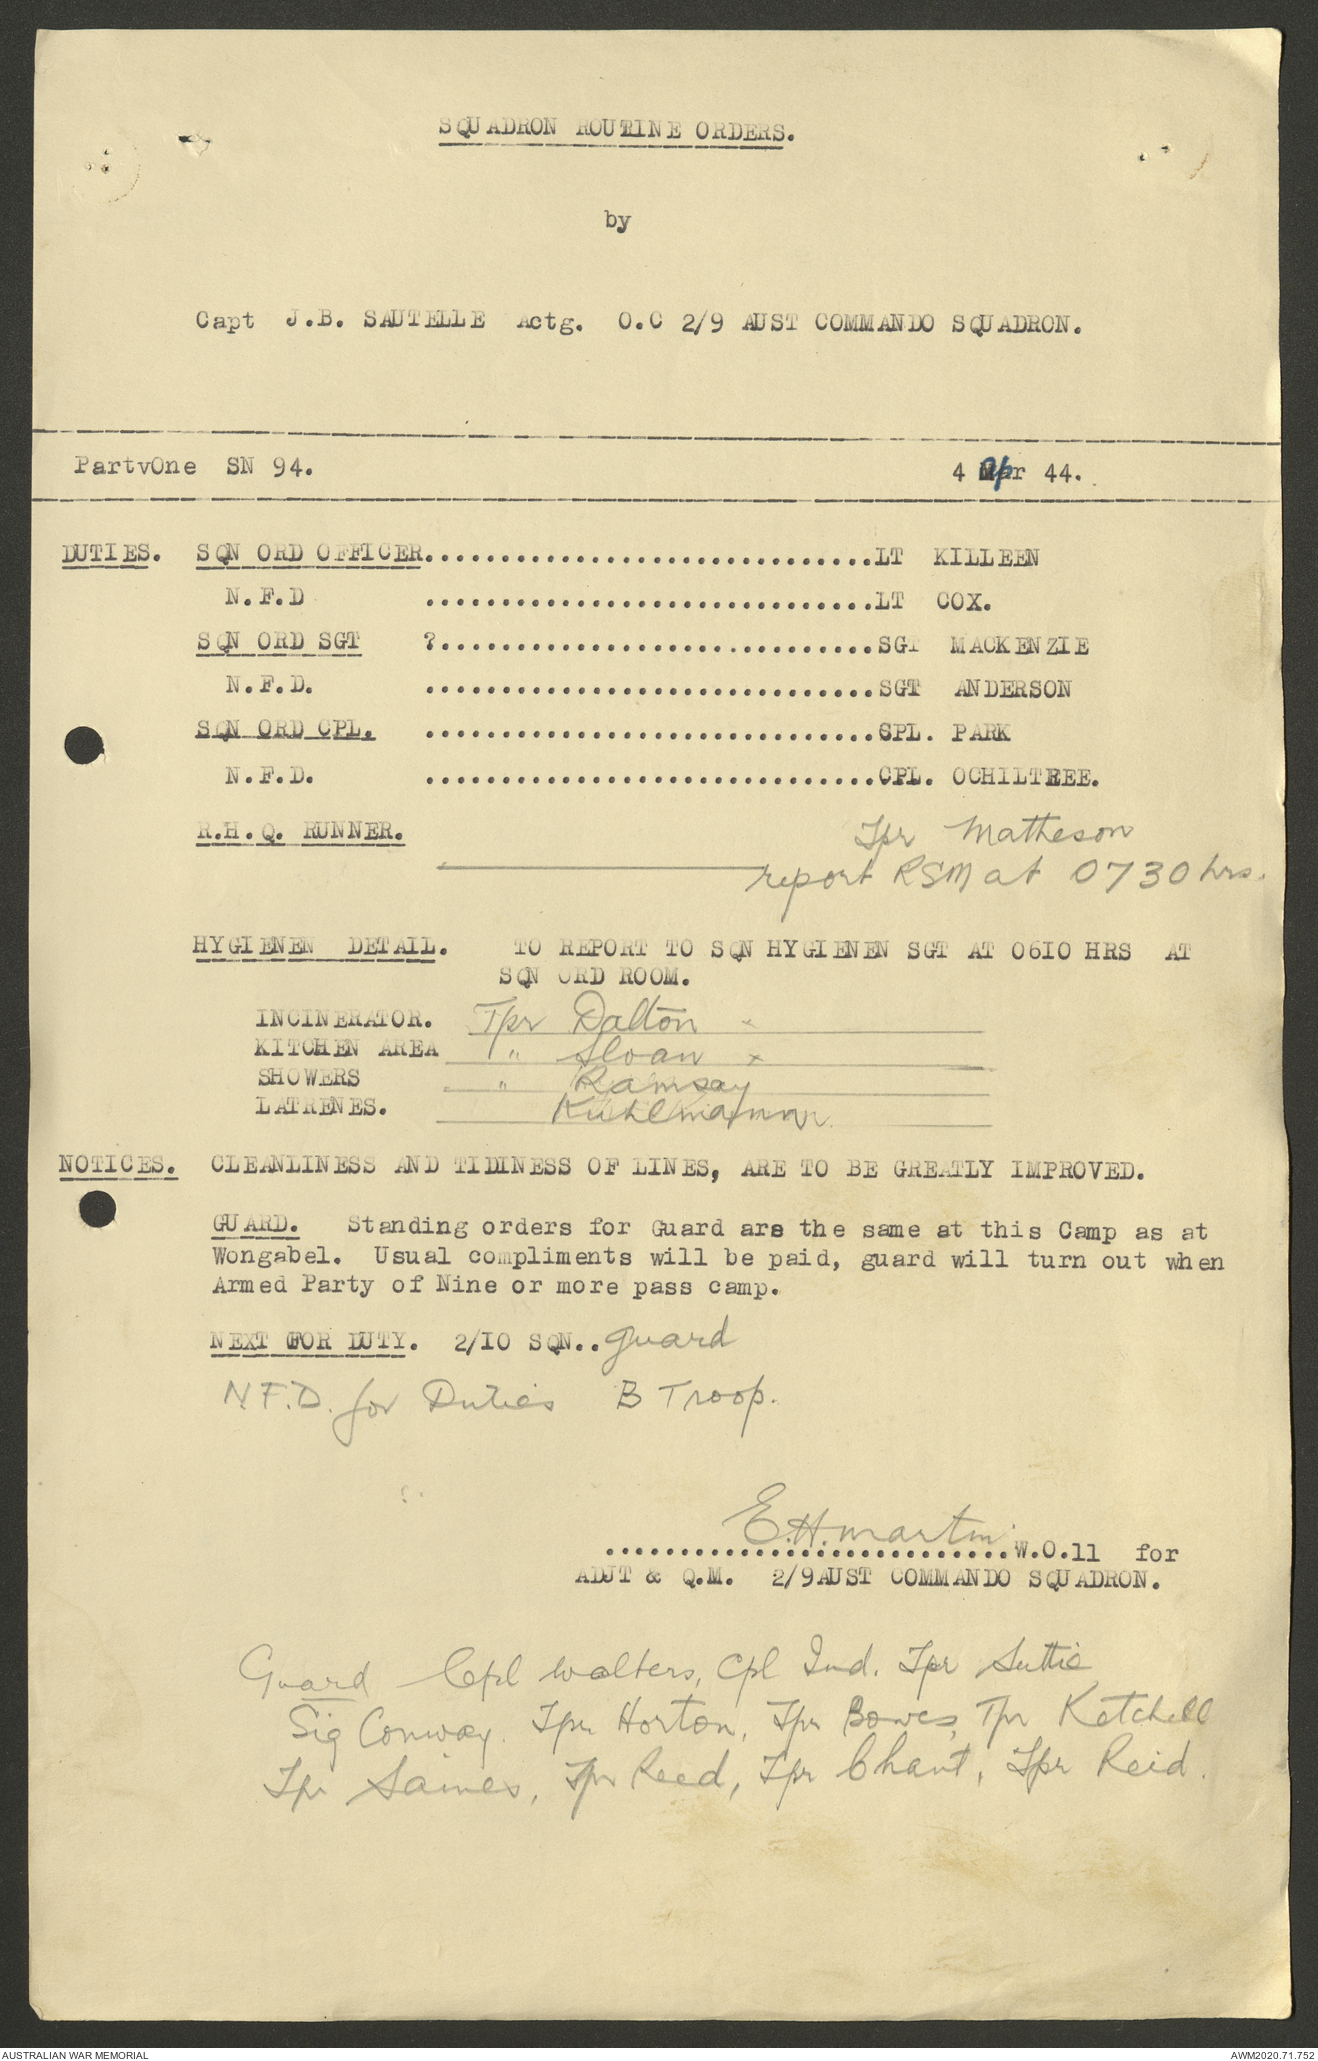 SQUADRON ROUTINE ORDERS.
by
Capt J.B. SAUTELLE Actg. O.C 2/9 AUST COMMANDO SQUADRON.
PartvOne SN 94. 4 Apr 44.
DUTIES. SQN ORD OFFICER..............................LT KILLEEN
N.F.D ..............................LT COX.
SQN ORD SGT ?.............................SGT MACKENZIE
N.F.D. ..............................SGT ANDERSON
SQN ORD CPL. ..............................CPL. PARK
N.F.D. ..............................CPL. OCHILTREE.
R.H.Q. RUNNER. Tpr Matheson
report RSM at 0730 hrs.
HYGIENEN DETAIL. TO REPORT TO SQN HYGIENEN SGT AT 0610 HRS AT
SQN ORD ROOM.
INCINERATOR. Tpr Dalton x
KITCHEN AREA " Sloan x
SHOWERS " Ramsay
LATRENES. Kuhlmann
NOTICES. CLEANLINESS AND TIDINESS OF LINES, ARE TO BE GREATLY IMPROVED.
GUARD. Standing orders for Guard are the same at this Camp as at
Wongabel. Usual compliments will be paid, guard will turn out when
Armed Party of Nine or more pass camp.
NEXT FOR DUTY. 2/10 SQN.. guard
N.F.D. for Duties B Troop.
E.H. Martin
...........................W.O.11 for
ADJT & Q.M. 2/9AUST COMMANDO SQUADRON.
Guard Cpl Walters, Cpl Ind. Tpr Suttie
Sig Conway. Tpr Horton, Tpr Bowes, Tpr Ketchell
Tpr Saines, Tpr Reed, Tpr Chant, Tpr Reid.
AUSTRALIAN WAR MEMORIAL AWM2020.71.752